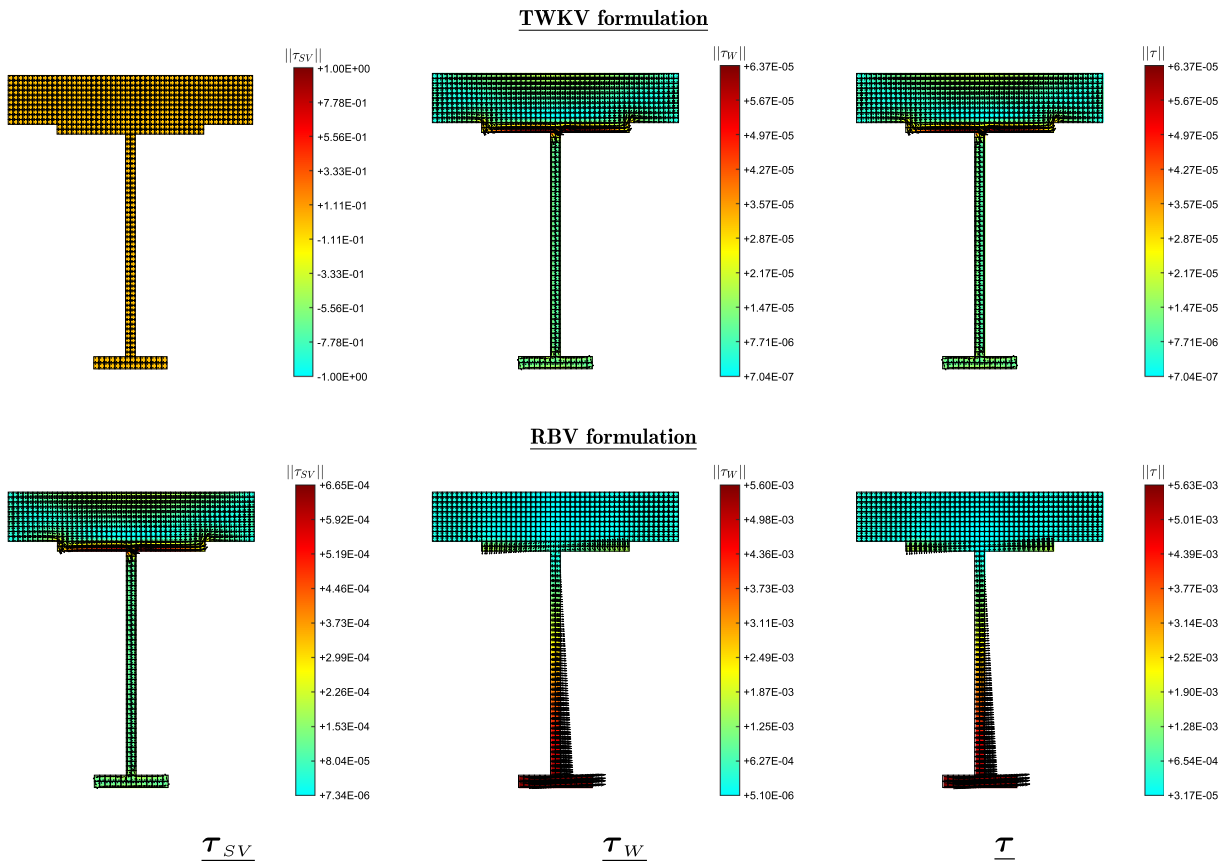 TWKV formulation
||τ_SV||
+1.00E+00
+7.78E-01
+5.56E-01
+3.33E-01
+1.11E-01
-1.11E-01
-3.33E-01
-5.56E-01
-7.78E-01
-1.00E+00
||τ_W||
+6.37E-05
+5.67E-05
+4.97E-05
+4.27E-05
+3.57E-05
+2.87E-05
+2.17E-05
+1.47E-05
+7.71E-06
+7.04E-07
||τ||
+6.37E-05
+5.67E-05
+4.97E-05
+4.27E-05
+3.57E-05
+2.87E-05
+2.17E-05
+1.47E-05
+7.71E-06
+7.04E-07
RBV formulation
||τ_SV||
+6.65E-04
+5.92E-04
+5.19E-04
+4.46E-04
+3.73E-04
+2.99E-04
+2.26E-04
+1.53E-04
+8.04E-05
+7.34E-06
||τ_W||
+5.60E-03
+4.98E-03
+4.36E-03
+3.73E-03
+3.11E-03
+2.49E-03
+1.87E-03
+1.25E-03
+6.27E-04
+5.10E-06
||τ||
+5.63E-03
+5.01E-03
+4.39E-03
+3.77E-03
+3.14E-03
+2.52E-03
+1.90E-03
+1.28E-03
+6.54E-04
+3.17E-05
τ_SV
τ_W
τ